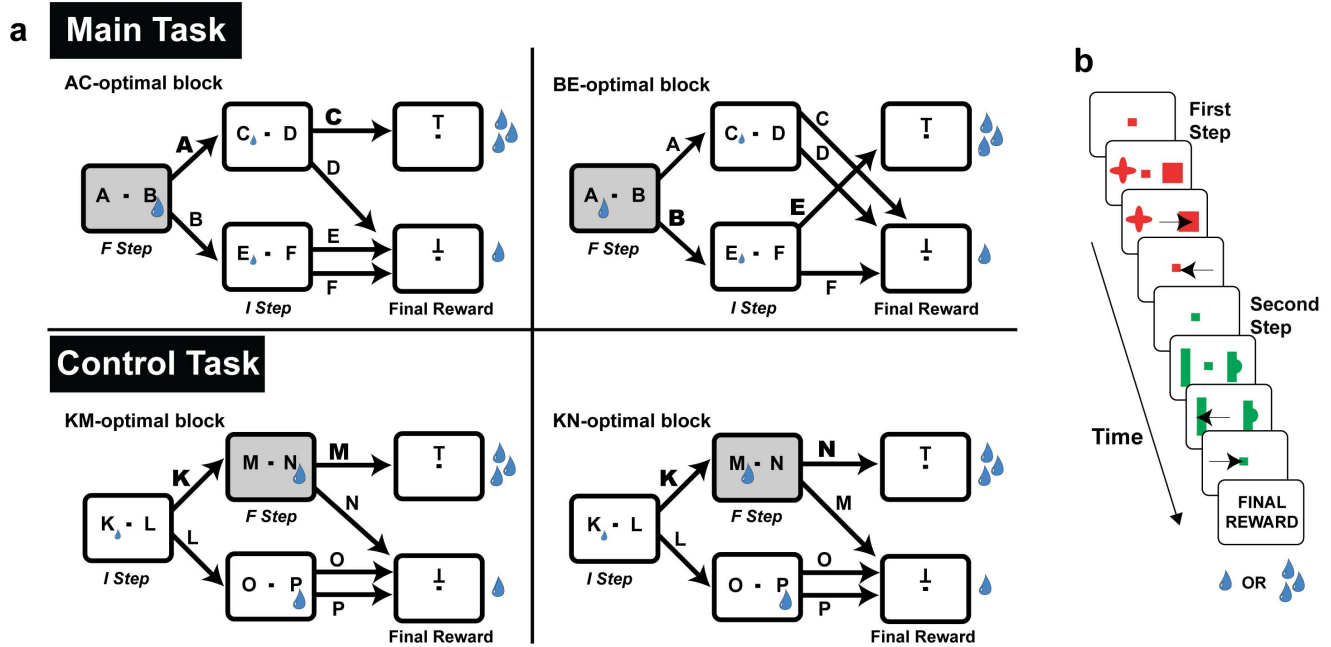 a
Main Task
AC-optimal block
A - B
F Step
A
B
C - D
E - F
I Step
C
D
E
F
T
T
Final Reward
BE-optimal block
A - B
F Step
A
B
C - D
E - F
I Step
C
D
E
F
T
T
Final Reward
Control Task
KM-optimal block
K - L
I Step
K
L
M - N
F Step
O - P
M
N
O
P
T
T
Final Reward
KN-optimal block
K - L
I Step
K
L
M - N
F Step
O - P
N
M
O
P
T
T
Final Reward
b
First
Step
Second
Step
Time
FINAL
REWARD
OR